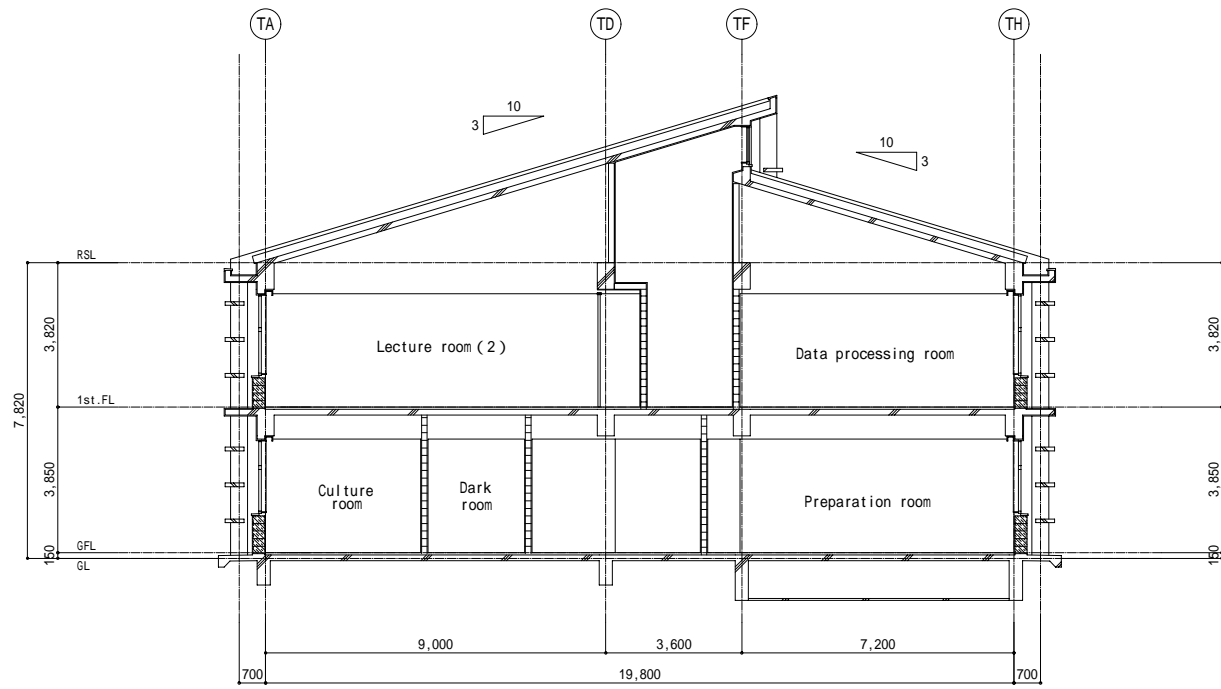 TA
TD
TF
TH
10
3
10
3
RSL
3,820
Lecture room (2)
Data processing room
3,820
1st.FL
7,820
3,850
Culture
room
Dark
room
Preparation room
3,850
GFL
150
GL
150
9,000
3,600
7,200
700
19,800
700